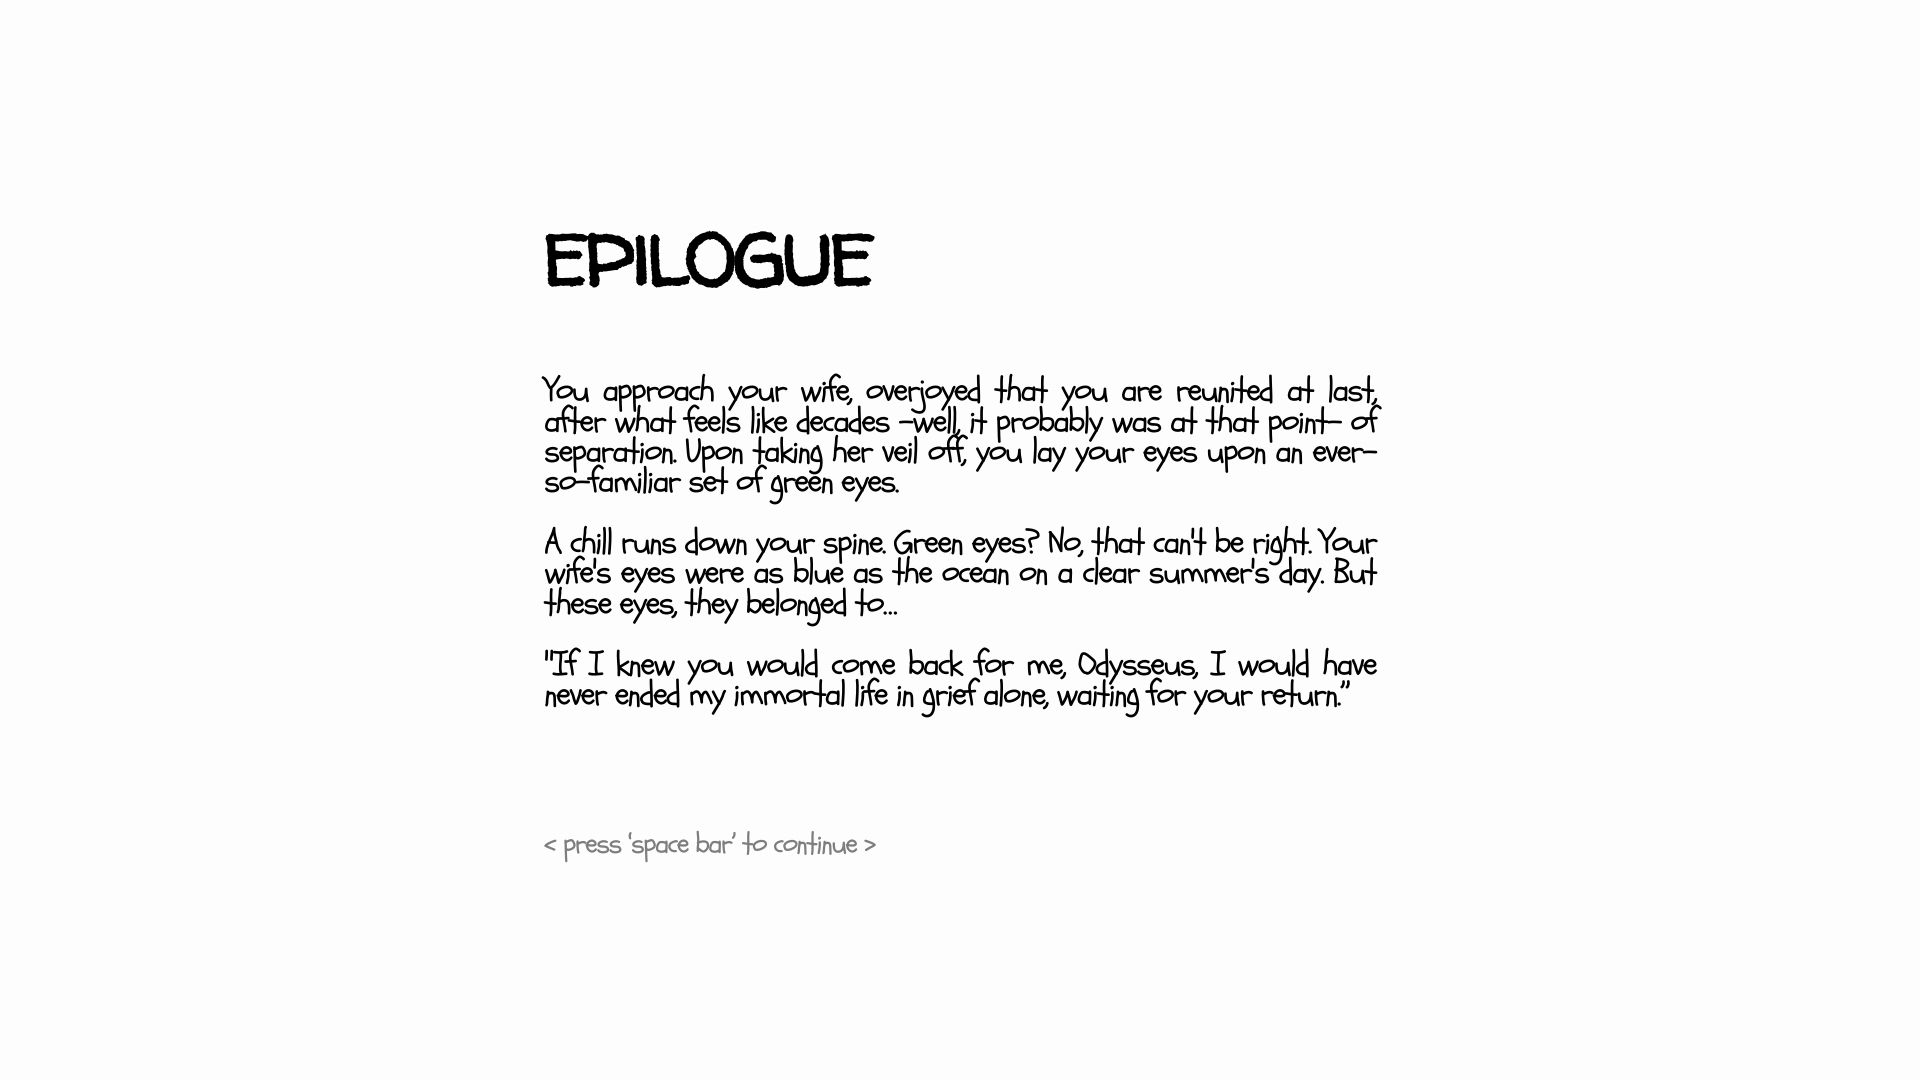 EPILOGUE
You approach your wife, overjoyed that you are reunited at last,
after what feels like decades -well, it probably was at that point- of
separation. Upon taking her veil off, you lay your eyes upon an ever-
so-familiar set of green eyes.
A chill runs down your spine. Green eyes? No, that can't be right. Your
wife's eyes were as blue as the ocean on a clear summer's day. But
these eyes, they belonged to...
"If I knew you would come back for me, Odysseus, I would have
never ended my immortal life in grief alone, waiting for your return.”
< press ‘space bar’ to continue >